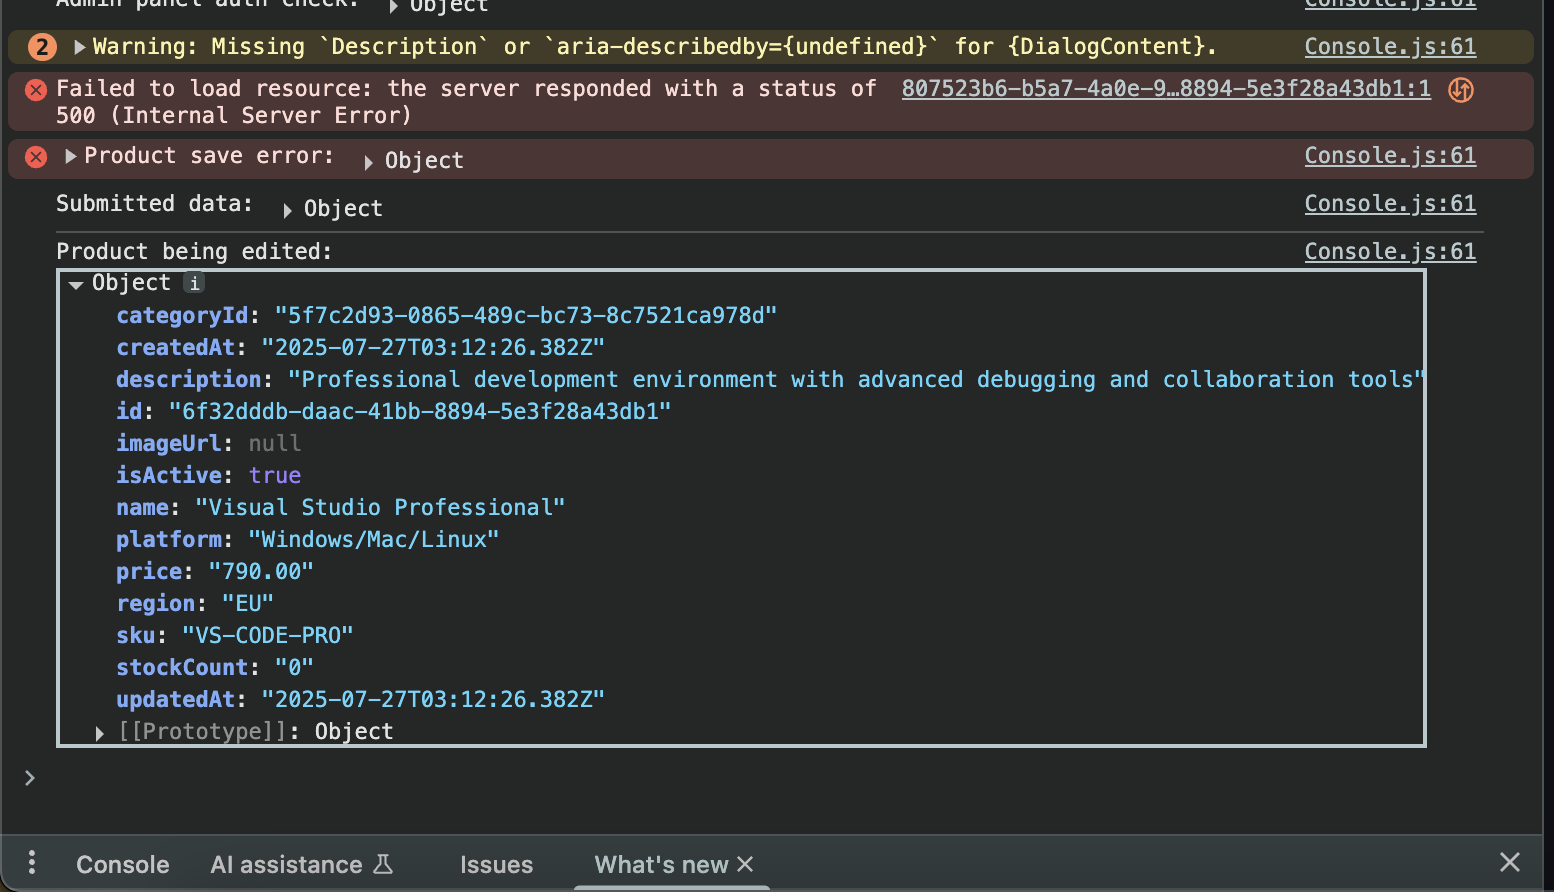 Admin panel auth check: ▶ Object Console.js:61
2 ▶ Warning: Missing `Description` or `aria-describedby={undefined}` for {DialogContent}. Console.js:61
Failed to load resource: the server responded with a status of 807523b6-b5a7-4a0e-9…8894-5e3f28a43db1:1
500 (Internal Server Error)
▶ Product save error: ▶ Object Console.js:61
Submitted data: ▶ Object Console.js:61
Product being edited: Console.js:61
▼ Object i
categoryId: "5f7c2d93-0865-489c-bc73-8c7521ca978d"
createdAt: "2025-07-27T03:12:26.382Z"
description: "Professional development environment with advanced debugging and collaboration tools"
id: "6f32dddb-daac-41bb-8894-5e3f28a43db1"
imageUrl: null
isActive: true
name: "Visual Studio Professional"
platform: "Windows/Mac/Linux"
price: "790.00"
region: "EU"
sku: "VS-CODE-PRO"
stockCount: "0"
updatedAt: "2025-07-27T03:12:26.382Z"
▶ [[Prototype]]: Object
>
Console AI assistance Issues What's new